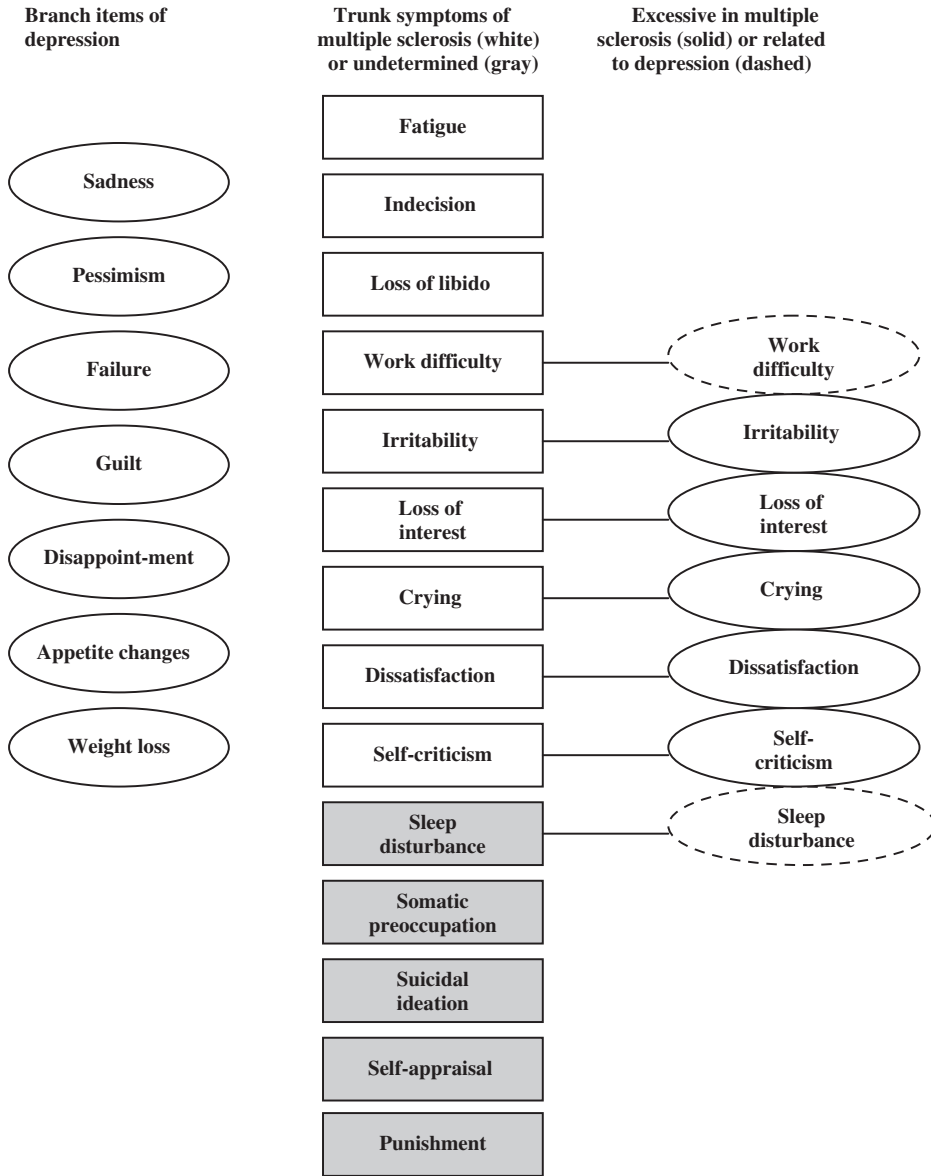 Branch items of
depression
Trunk symptoms of
multiple sclerosis (white)
or undetermined (gray)
Excessive in multiple
sclerosis (solid) or related
to depression (dashed)
Sadness
Pessimism
Failure
Guilt
Disappoint-ment
Appetite changes
Weight loss
Fatigue
Indecision
Loss of libido
Work difficulty
Irritability
Loss of
interest
Crying
Dissatisfaction
Self-criticism
Sleep
disturbance
Somatic
preoccupation
Suicidal
ideation
Self-appraisal
Punishment
Work
difficulty
Irritability
Loss of
interest
Crying
Dissatisfaction
Self-
criticism
Sleep
disturbance